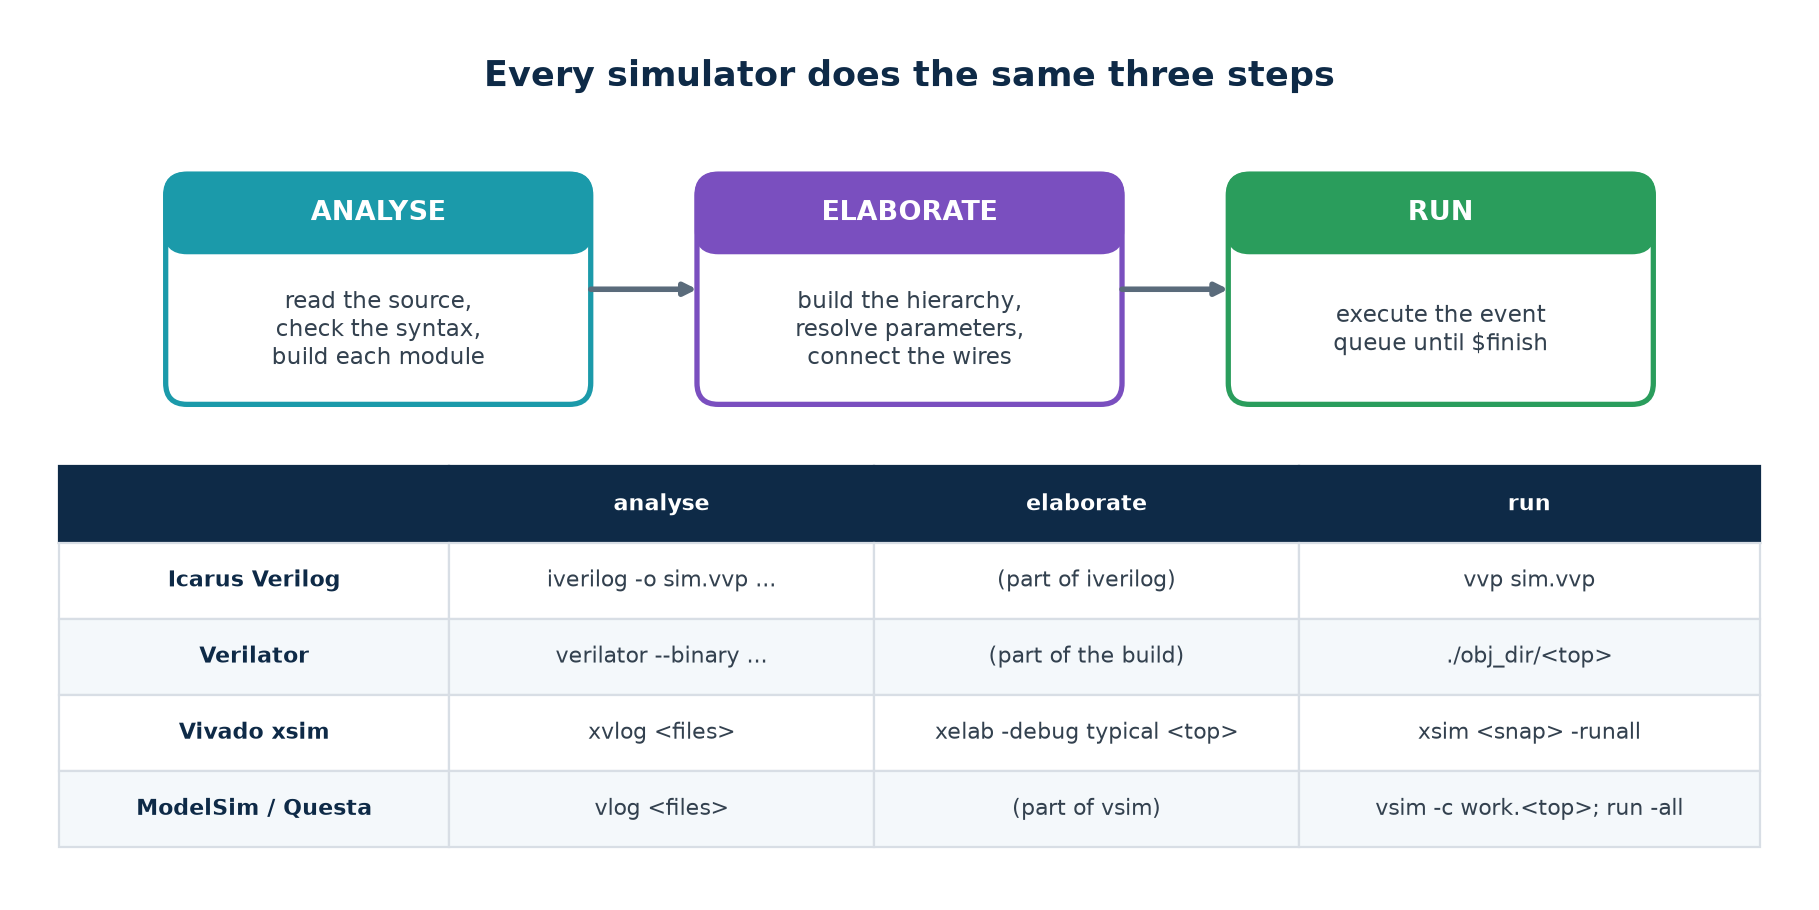 Every simulator does the same three steps
ANALYSE
read the source,
check the syntax,
build each module
ELABORATE
build the hierarchy,
resolve parameters,
connect the wires
RUN
execute the event
queue until $finish
analyse elaborate run
Icarus Verilog iverilog -o sim.vvp ... (part of iverilog) vvp sim.vvp
Verilator verilator --binary ... (part of the build) ./obj_dir/<top>
Vivado xsim xvlog <files> xelab -debug typical <top> xsim <snap> -runall
ModelSim / Questa vlog <files> (part of vsim) vsim -c work.<top>; run -all